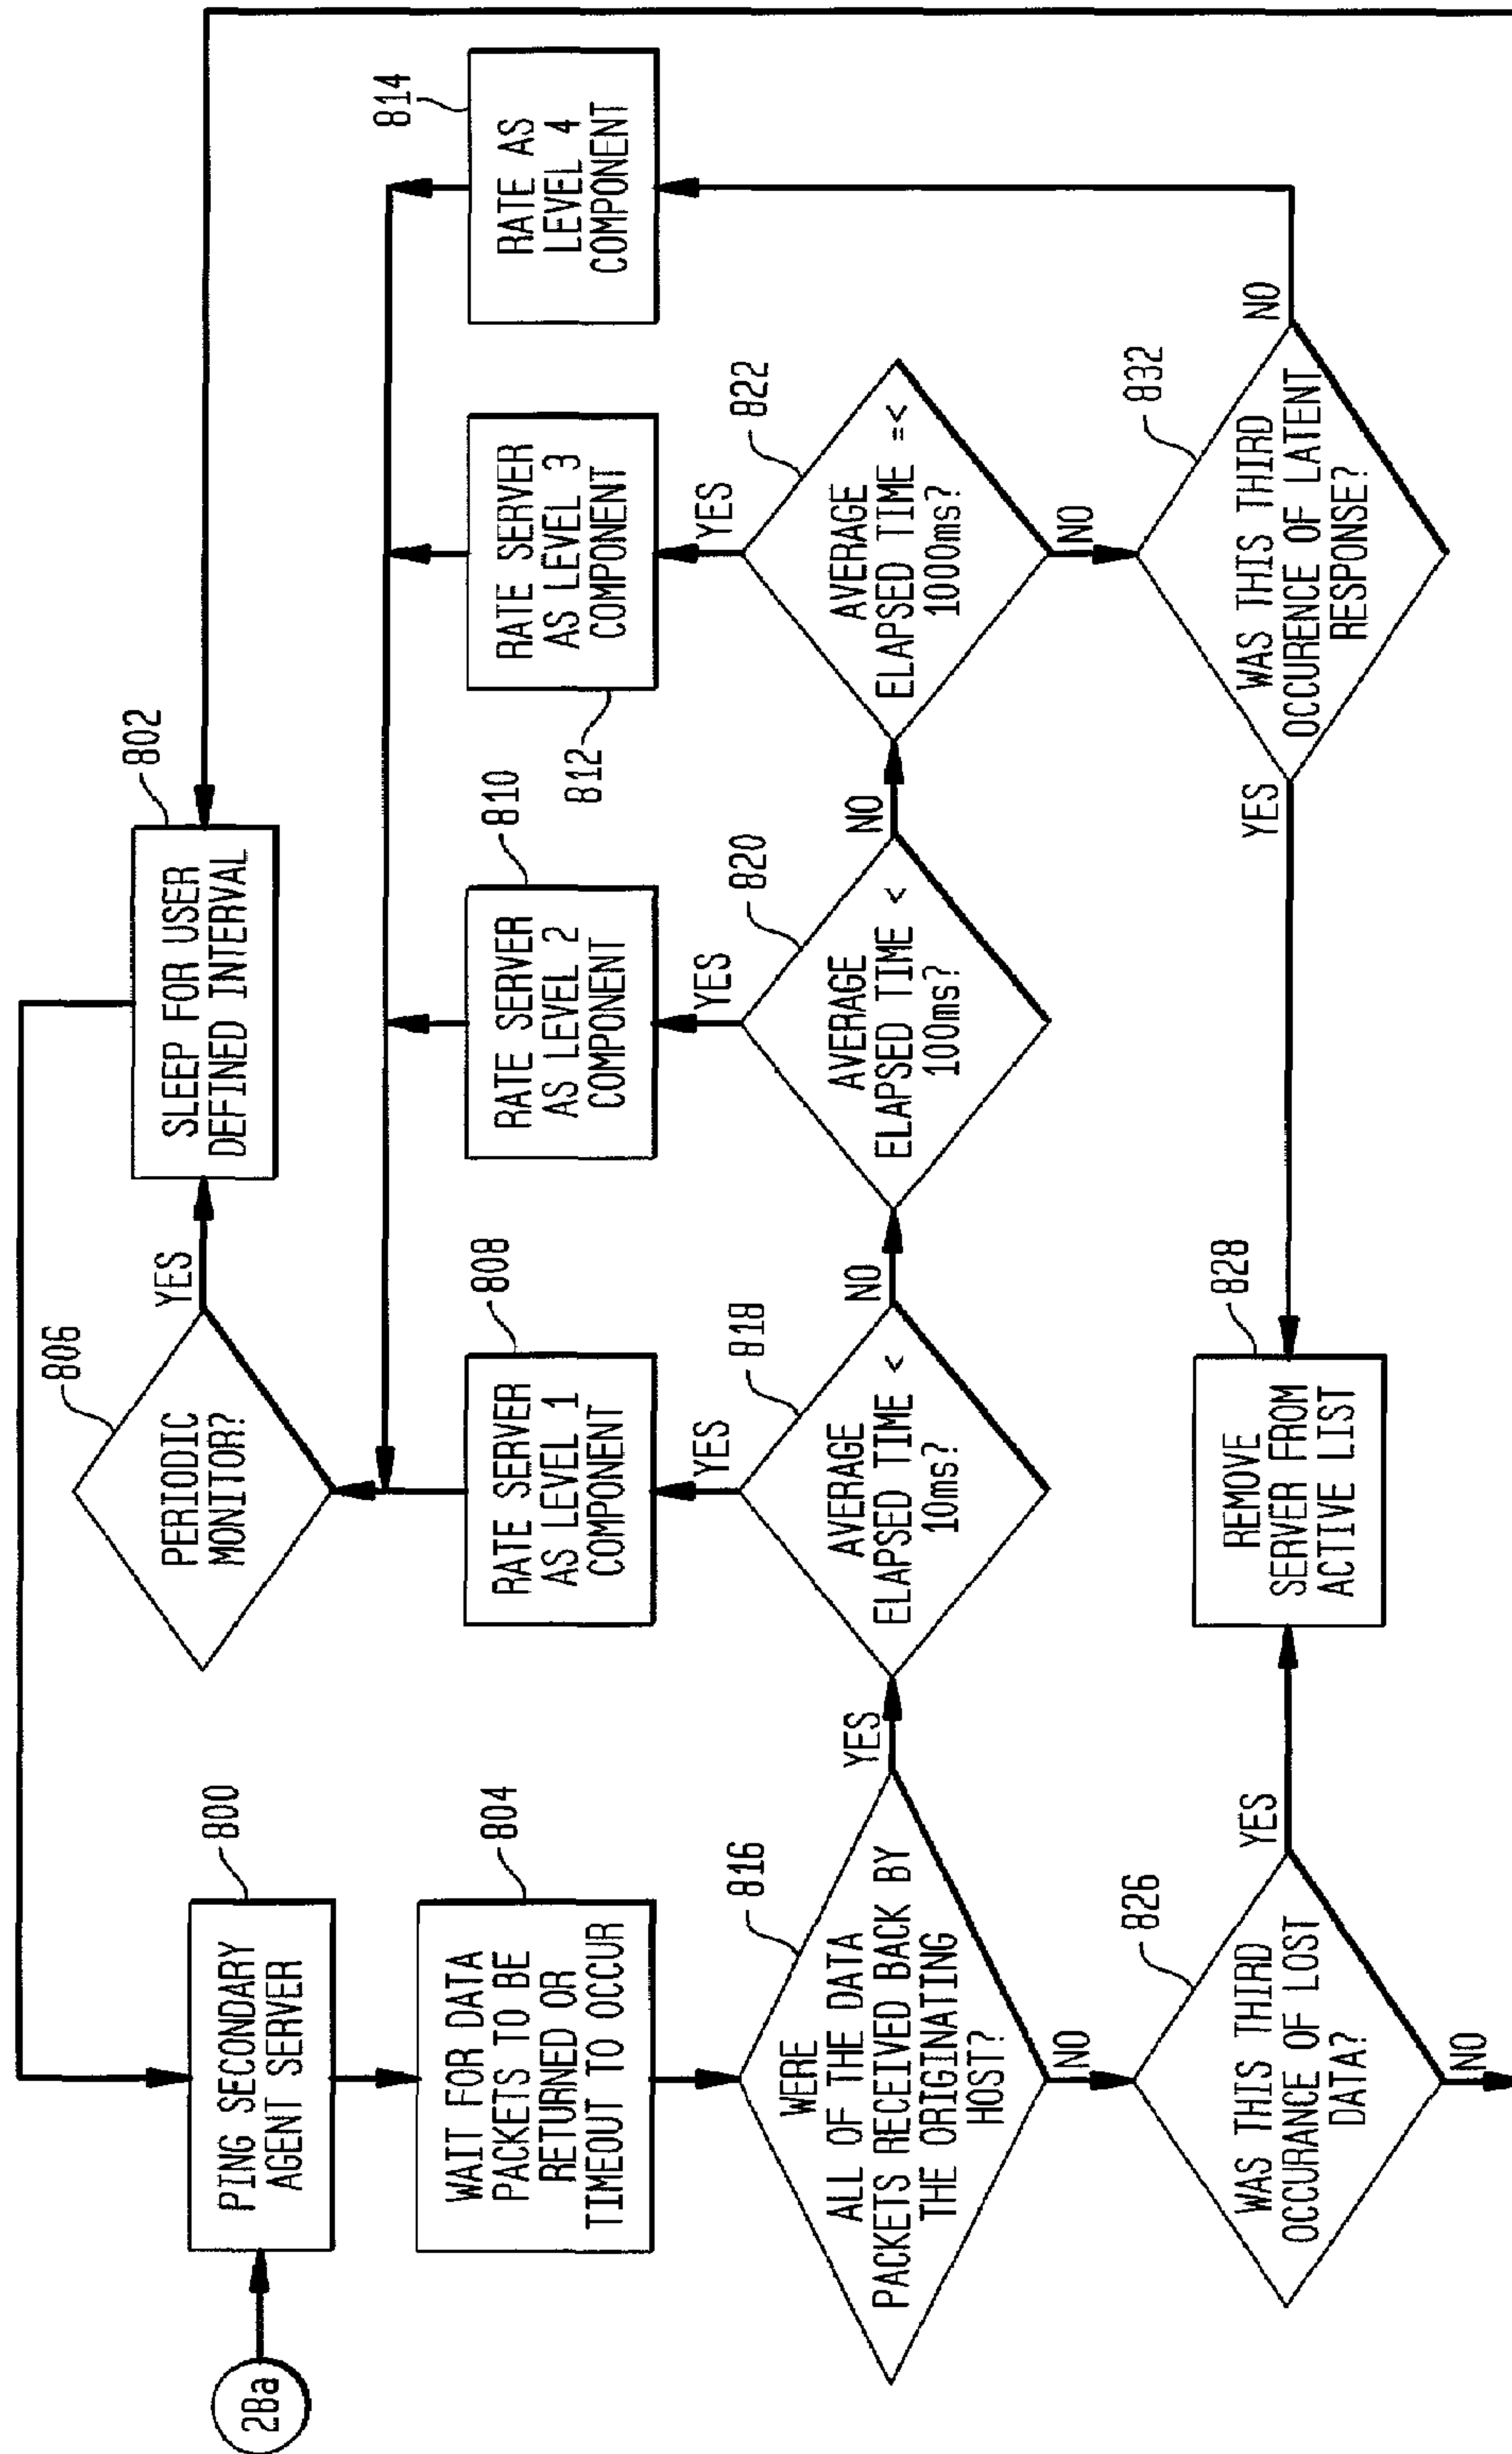 2Ba
PING SECONDARY
AGENT SERVER
800
WAIT FOR DATA
PACKETS TO BE
RETURNED OR
TIMEOUT TO OCCUR
804
WERE
ALL OF THE DATA
PACKETS RECEIVED BACK BY
THE ORIGINATING
HOST?
816
YES
NO
WAS THIS THIRD
OCCURANCE OF LOST
DATA?
826
YES
NO
PERIODIC
MONITOR?
806
YES
SLEEP FOR USER
DEFINED INTERVAL
802
RATE SERVER
AS LEVEL 1
COMPONENT
808
YES
AVERAGE
ELAPSED TIME <
10ms?
818
NO
RATE SERVER
AS LEVEL 2
COMPONENT
810
YES
AVERAGE
ELAPSED TIME <
100ms?
820
NO
RATE SERVER
AS LEVEL 3
COMPONENT
812
YES
AVERAGE
ELAPSED TIME =<
1000ms?
822
NO
RATE AS
LEVEL 4
COMPONENT
814
REMOVE
SERVER FROM
ACTIVE LIST
828
YES
WAS THIS THIRD
OCCURENCE OF LATENT
RESPONSE?
832
NO